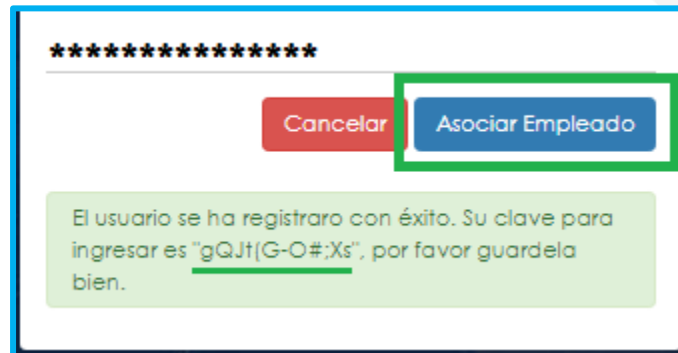 ***************
Cancelar Asociar Empleado
El usuario se ha registraro con éxito. Su clave para
ingresar es "gQJt(G-O#;Xs", por favor guardela
bien.